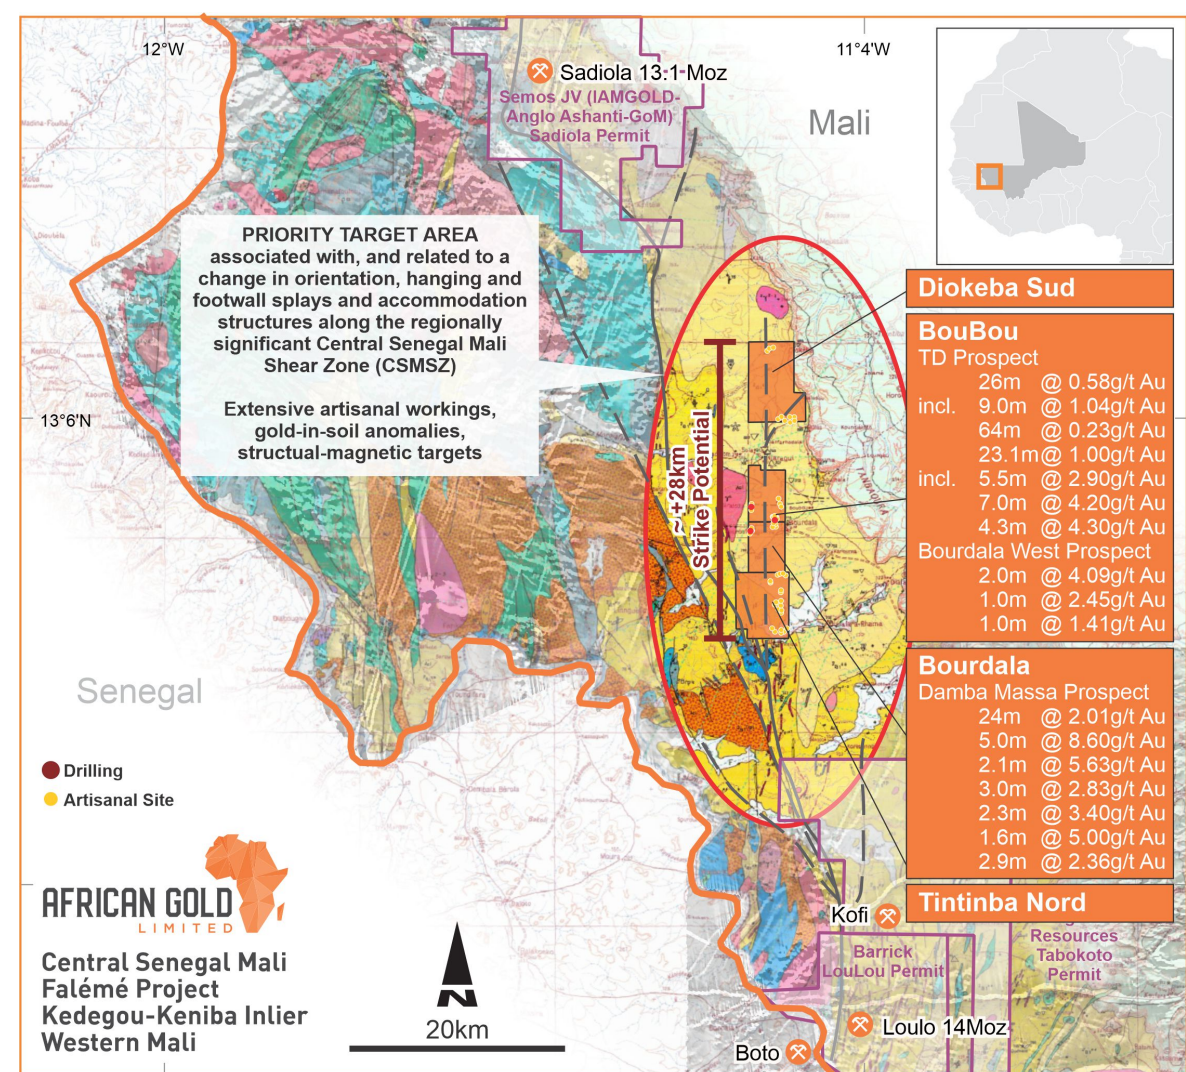 12°W
11°4'W
Sadiola 13.1 Moz
Semos JV (IAMGOLD-
Anglo Ashanti-GoM)
Sadiola Permit
Mali
PRIORITY TARGET AREA
associated with, and related to a
change in orientation, hanging and
footwall splays and accommodation
structures along the regionally
significant Central Senegal Mali
Shear Zone (CSMSZ)
Extensive artisanal workings,
gold-in-soil anomalies,
structual-magnetic targets
13°6'N
~ +28km
Strike Potential
Diokeba Sud
BouBou
TD Prospect
26m @ 0.58g/t Au
incl. 9.0m @ 1.04g/t Au
64m @ 0.23g/t Au
23.1m@ 1.00g/t Au
incl. 5.5m @ 2.90g/t Au
7.0m @ 4.20g/t Au
4.3m @ 4.30g/t Au
Bourdala West Prospect
2.0m @ 4.09g/t Au
1.0m @ 2.45g/t Au
1.0m @ 1.41g/t Au
Bourdala
Damba Massa Prospect
24m @ 2.01g/t Au
5.0m @ 8.60g/t Au
2.1m @ 5.63g/t Au
3.0m @ 2.83g/t Au
2.3m @ 3.40g/t Au
1.6m @ 5.00g/t Au
2.9m @ 2.36g/t Au
Tintinba Nord
Senegal
Drilling
Artisanal Site
AFRICAN GOLD
LIMITED
Central Senegal Mali
Falémé Project
Kedegou-Keniba Inlier
Western Mali
N
20km
Kofi
Barrick
LouLou Permit
Resources
Tabokoto
Permit
Loulo 14Moz
Boto